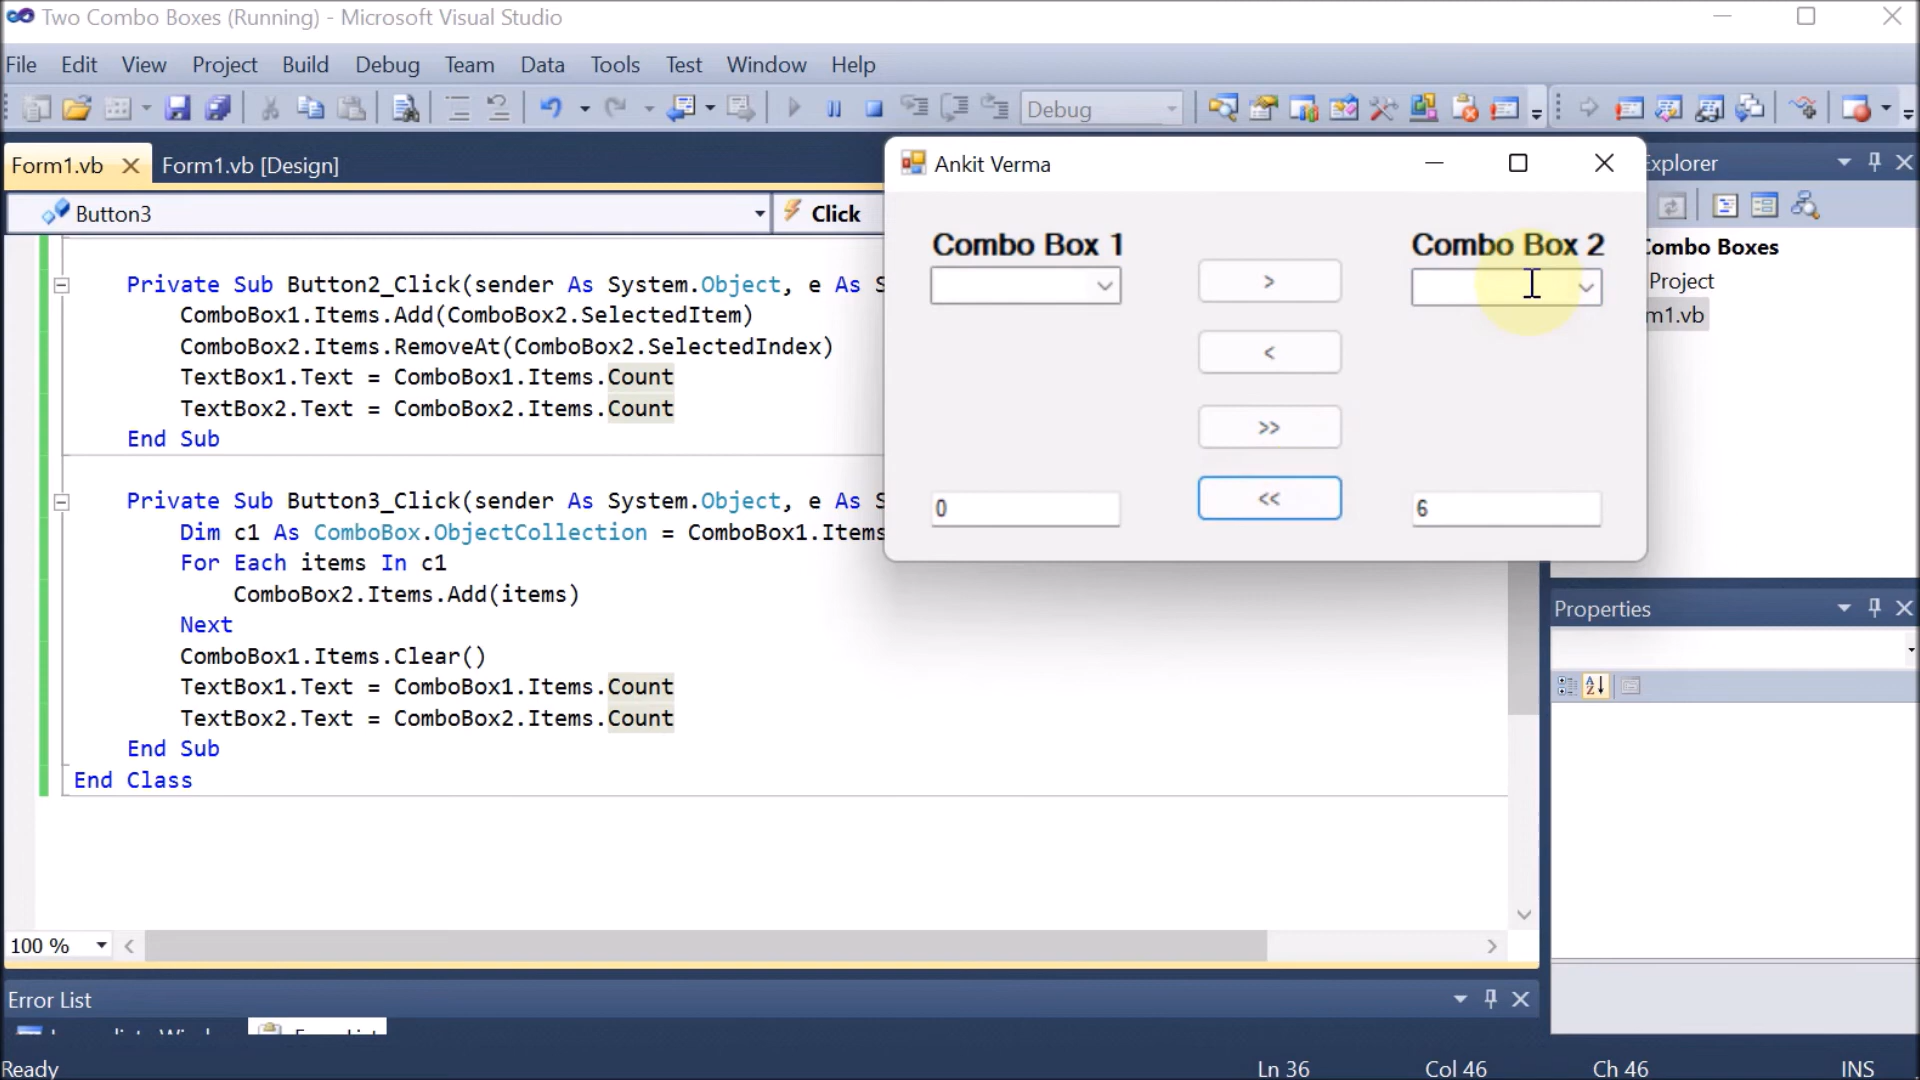 Two Combo Boxes (Running) - Microsoft Visual Studio
File Edit View Project Build Debug Team Data Tools Test Window Help
Debug
Form1.vb Form1.vb [Design]
Button3 Click
Private Sub Button2_Click(sender As System.Object, e As S
ComboBox1.Items.Add(ComboBox2.SelectedItem)
ComboBox2.Items.RemoveAt(ComboBox2.SelectedIndex)
TextBox1.Text = ComboBox1.Items.Count
TextBox2.Text = ComboBox2.Items.Count
End Sub
Private Sub Button3_Click(sender As System.Object, e As S
Dim c1 As ComboBox.ObjectCollection = ComboBox1.Items
For Each items In c1
ComboBox2.Items.Add(items)
Next
ComboBox1.Items.Clear()
TextBox1.Text = ComboBox1.Items.Count
TextBox2.Text = ComboBox2.Items.Count
End Sub
End Class
100 %
Ankit Verma
Combo Box 1 Combo Box 2
>
<
>>
<<
0 6
Explorer
Combo Boxes
Project
m1.vb
Properties
Error List
Ready Ln 36 Col 46 Ch 46 INS